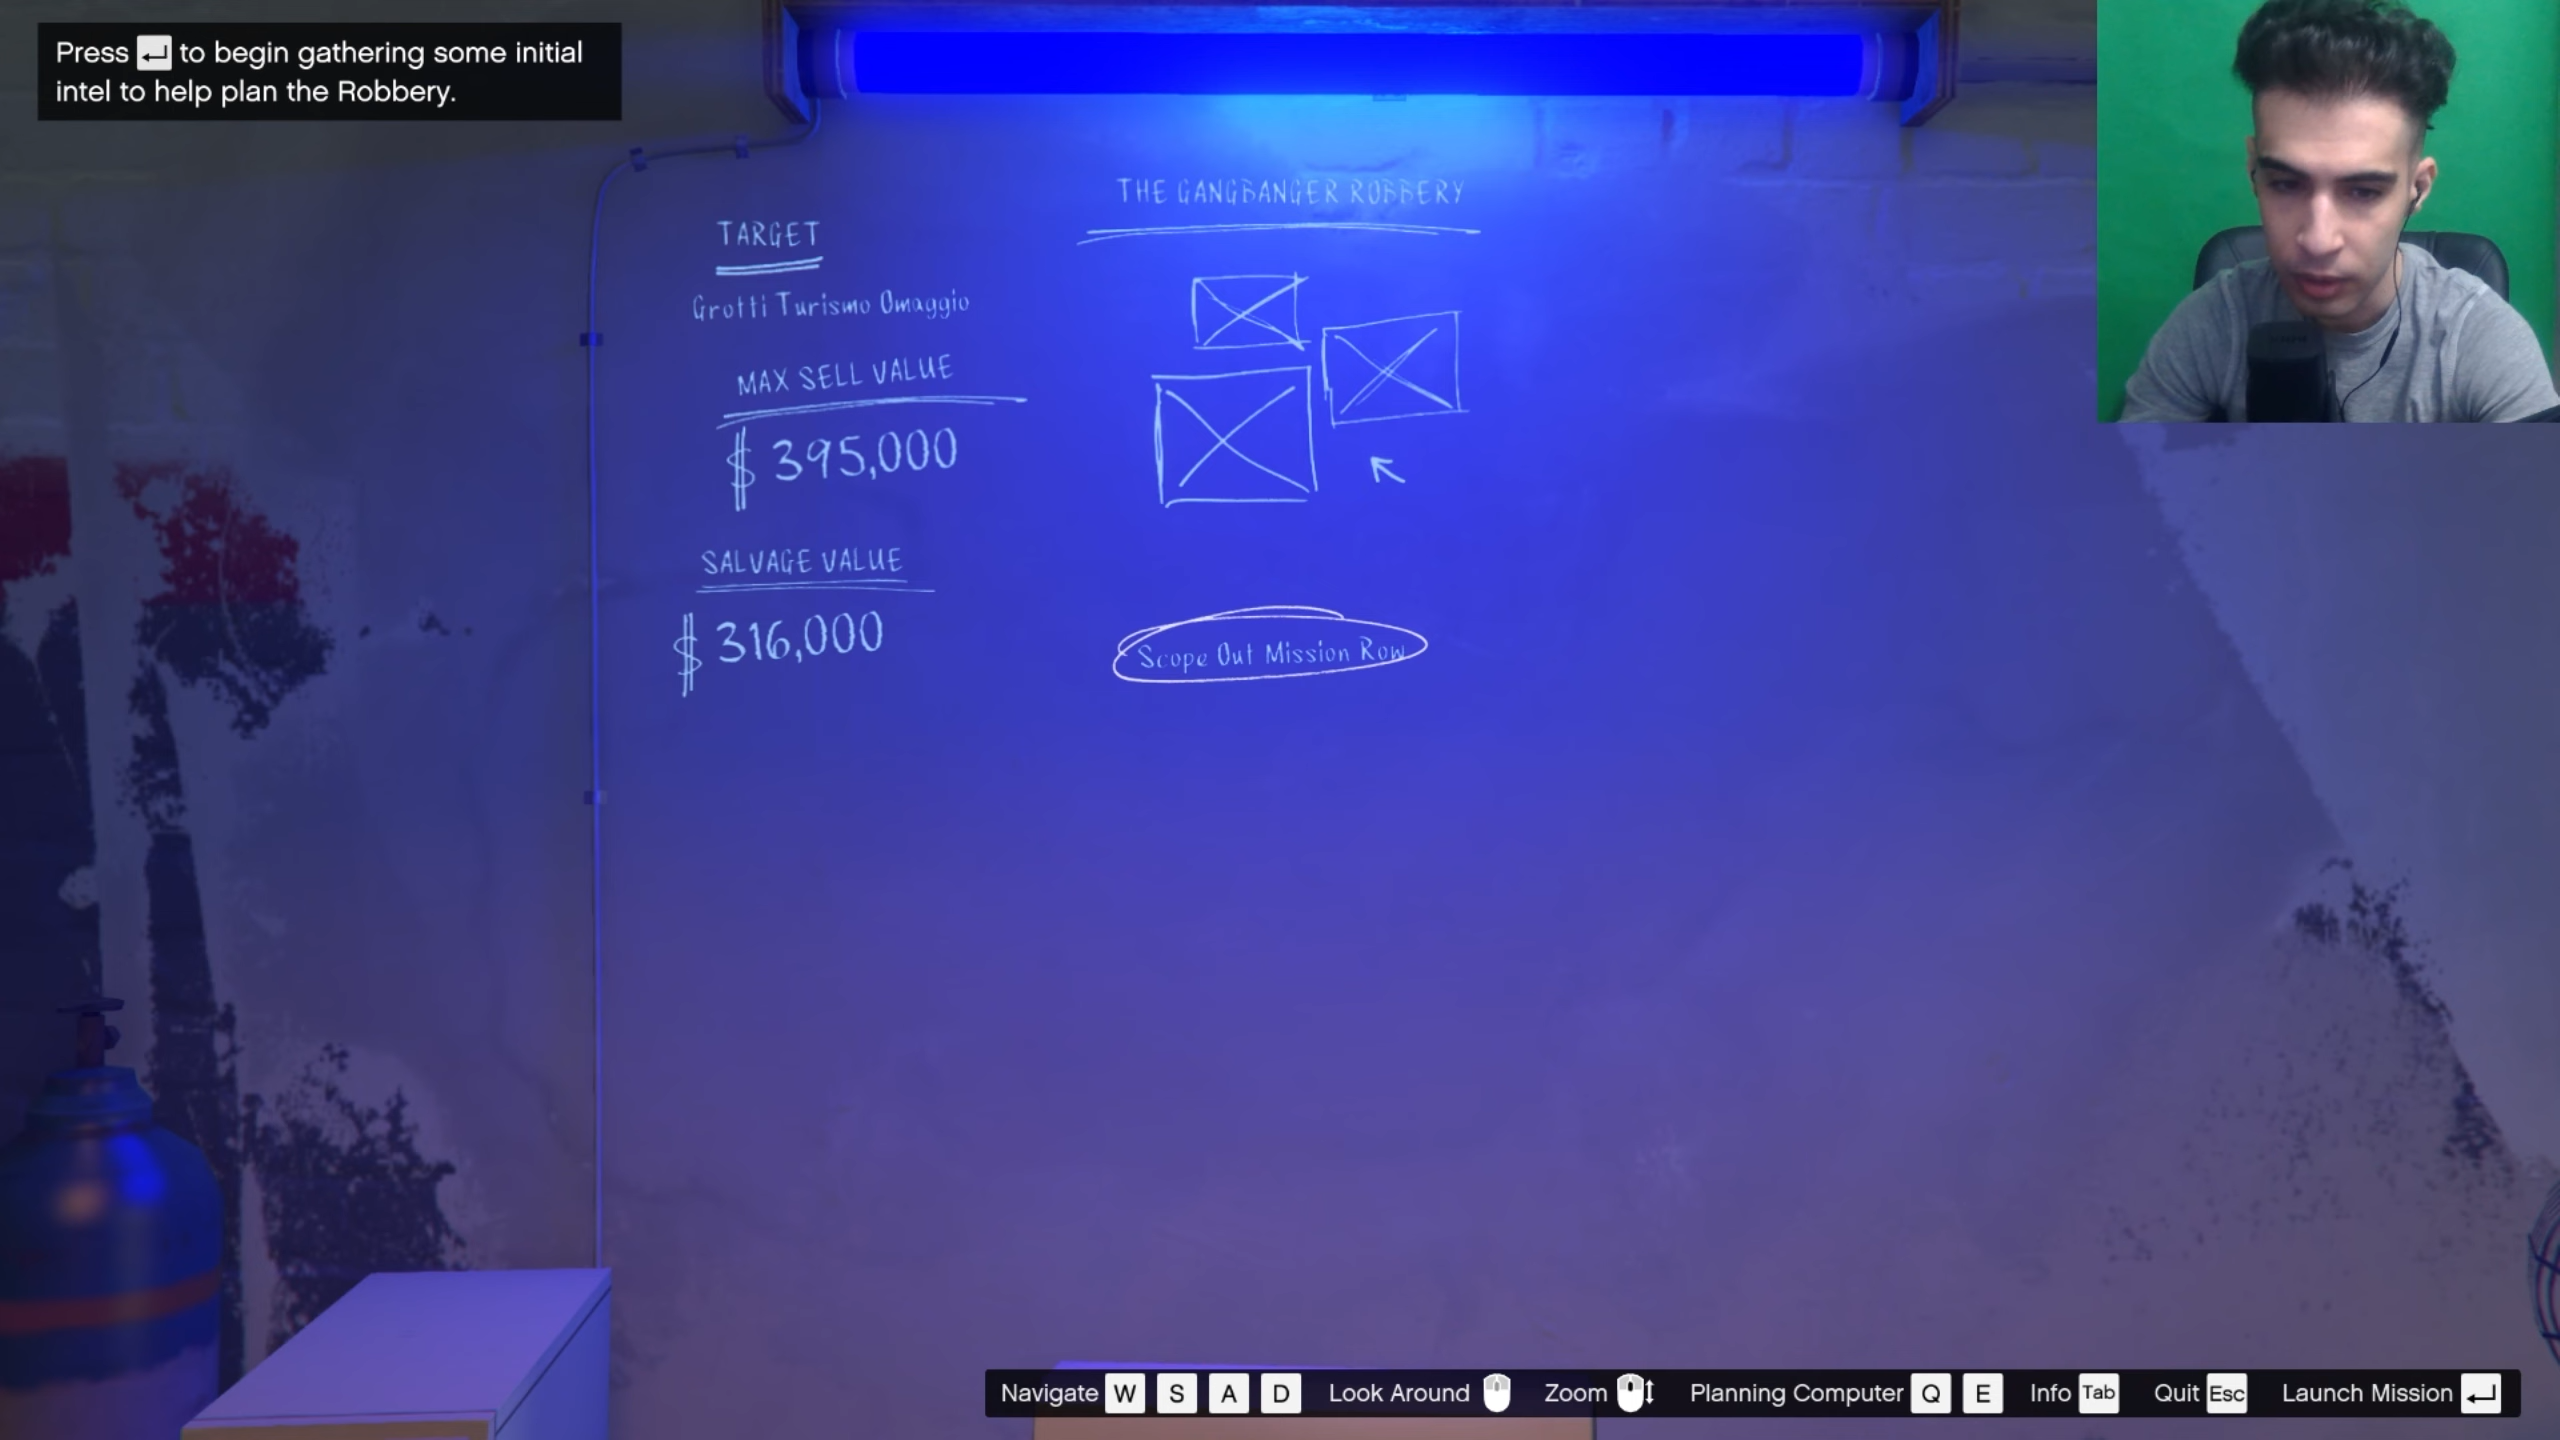 Press ↵ to begin gathering some initial
intel to help plan the Robbery.
THE GANGBANGER ROBBERY
TARGET
Grotti Turismo Omaggio
MAX SELL VALUE
$ 395,000
SALVAGE VALUE
$ 316,000
Scope Out Mission Row
Navigate W S A D Look Around Zoom Planning Computer Q E Info Tab Quit Esc Launch Mission ↵